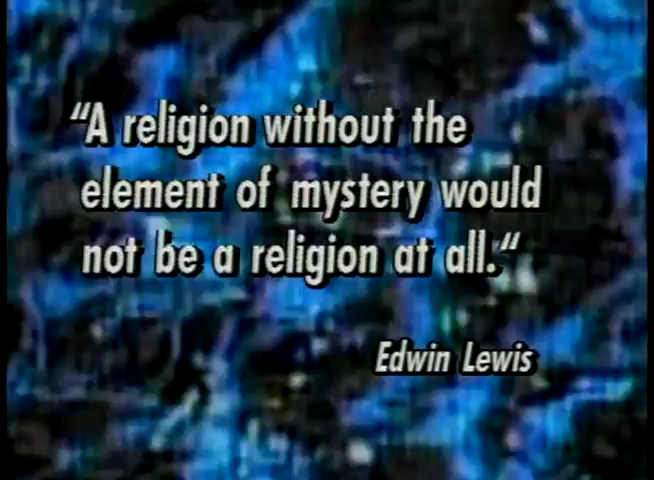 “A religion without the
element of mystery would
not be a religion at all.“
Edwin Lewis